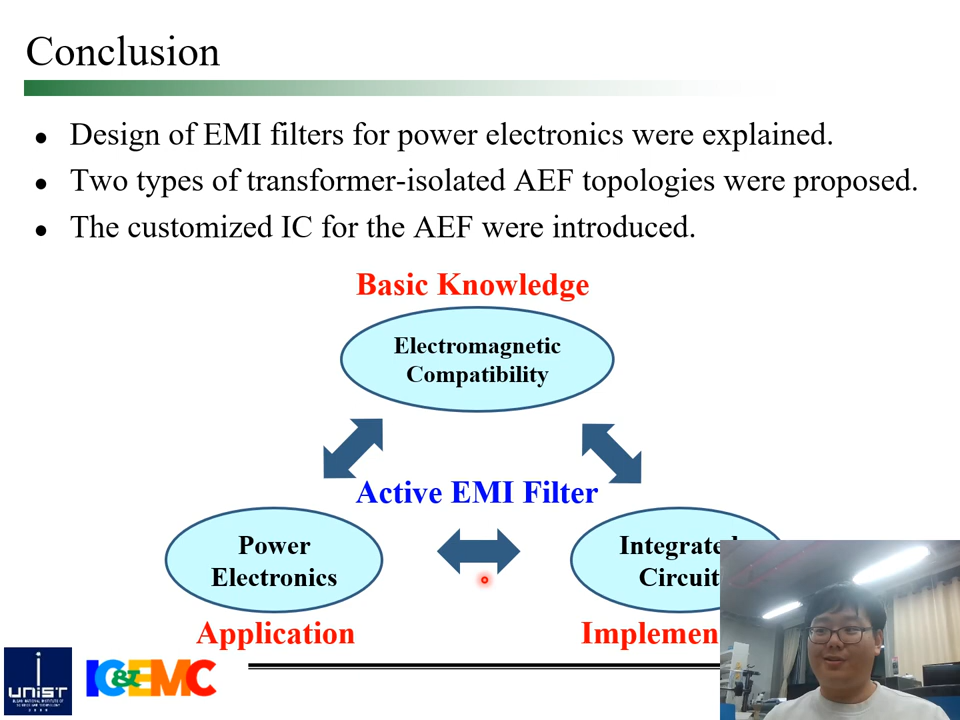 Conclusion
Design of EMI filters for power electronics were explained.
Two types of transformer-isolated AEF topologies were proposed.
The customized IC for the AEF were introduced.
Basic Knowledge
Electromagnetic
Compatibility
Active EMI Filter
Power
Electronics
Integrated
Circuit
Application
Implemen
UNIST
IC&EMC